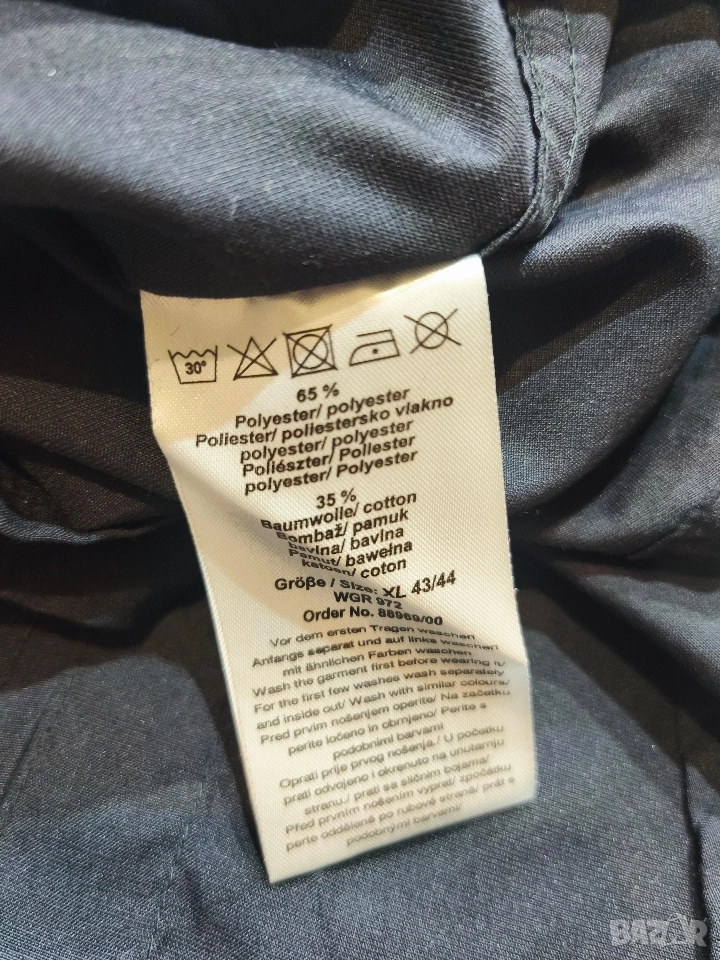 30°
65 %
Polyester/ polyester
Poliester/ poliestersko vlakno
polyester/ polyester
Poliészter/ Poliester
polyester/ Polyester
35 %
Baumwolle/ cotton
Bombaž/ pamuk
bavlna/ bavlna
Pamut/ bawełna
katoen/ coton
Größe / Size: XL 43/44
WGR 972
Order No. 88969/00
Vor dem ersten Tragen waschen
Anfangs separat und auf links waschen
mit ähnlichen Farben waschen
Wash the garment first before wearing it/
For the first few washes wash separately
and inside out/ Wash with similar colours/
Pred prvim nošenjem operite/ Na začetku
perite ločeno in obrnjeno/ Perite s
podobnimi barvami
Oprati prije prvog nošenja./ U početku
prati odvojeno i okrenuto na unutarnju
stranu./ prati sa sličnim bojama/
Před prvním nošením vyprat/ zpočátku
perte odděleně po rubové straně/ prát s
podobnými barvami/
BAZAR